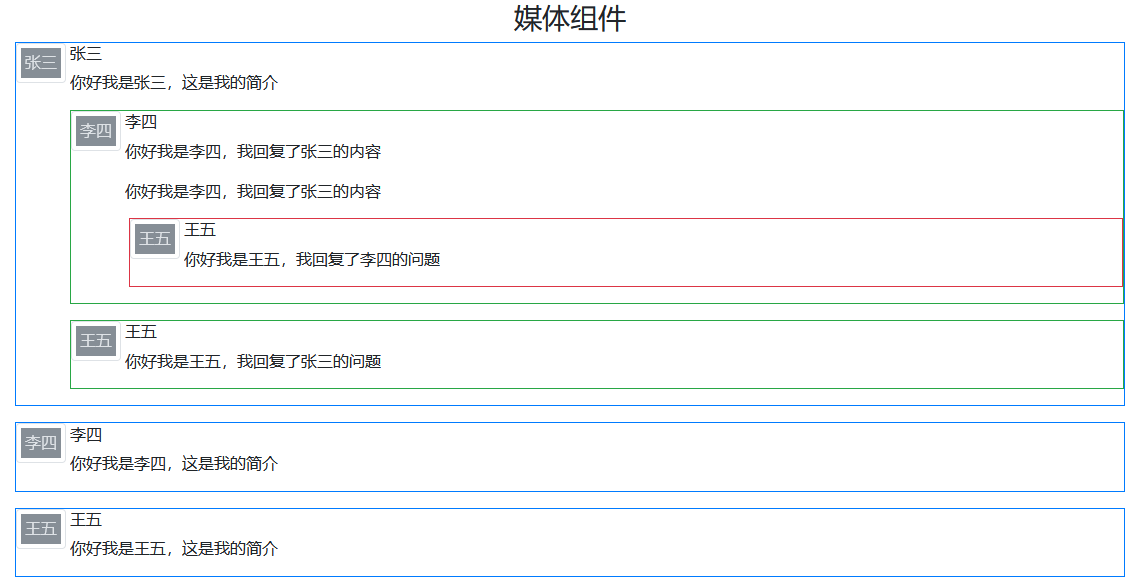 媒体组件
张三 张三
你好我是张三，这是我的简介
李四 李四
你好我是李四，我回复了张三的内容
你好我是李四，我回复了张三的内容
王五 王五
你好我是王五，我回复了李四的问题
王五 王五
你好我是王五，我回复了张三的问题
李四 李四
你好我是李四，这是我的简介
王五 王五
你好我是王五，这是我的简介